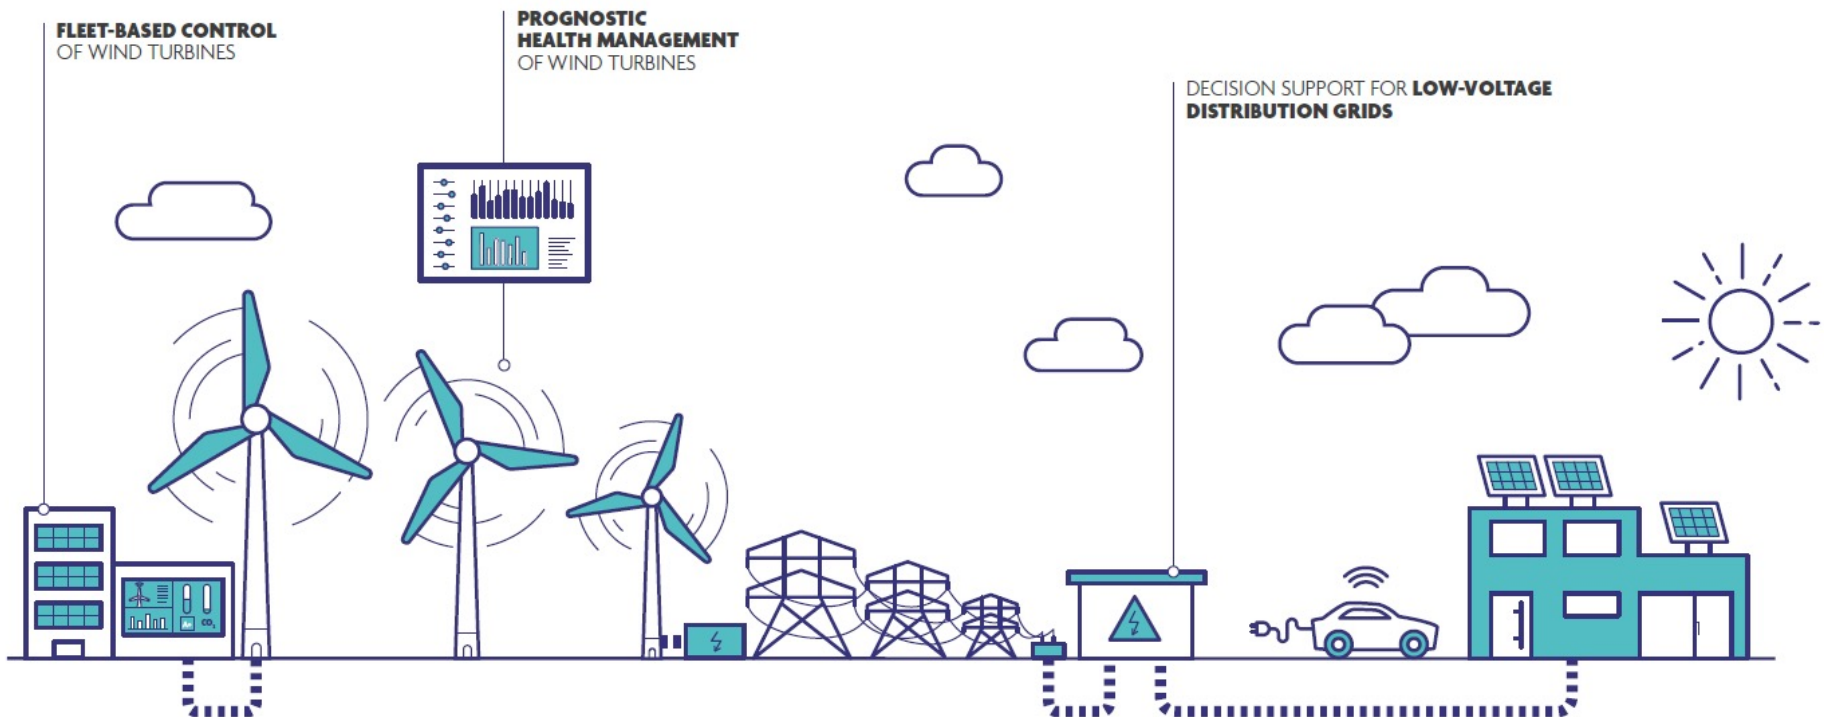 FLEET-BASED CONTROL
OF WIND TURBINES
PROGNOSTIC
HEALTH MANAGEMENT
OF WIND TURBINES
DECISION SUPPORT FOR LOW-VOLTAGE
DISTRIBUTION GRIDS
A+
CO₂